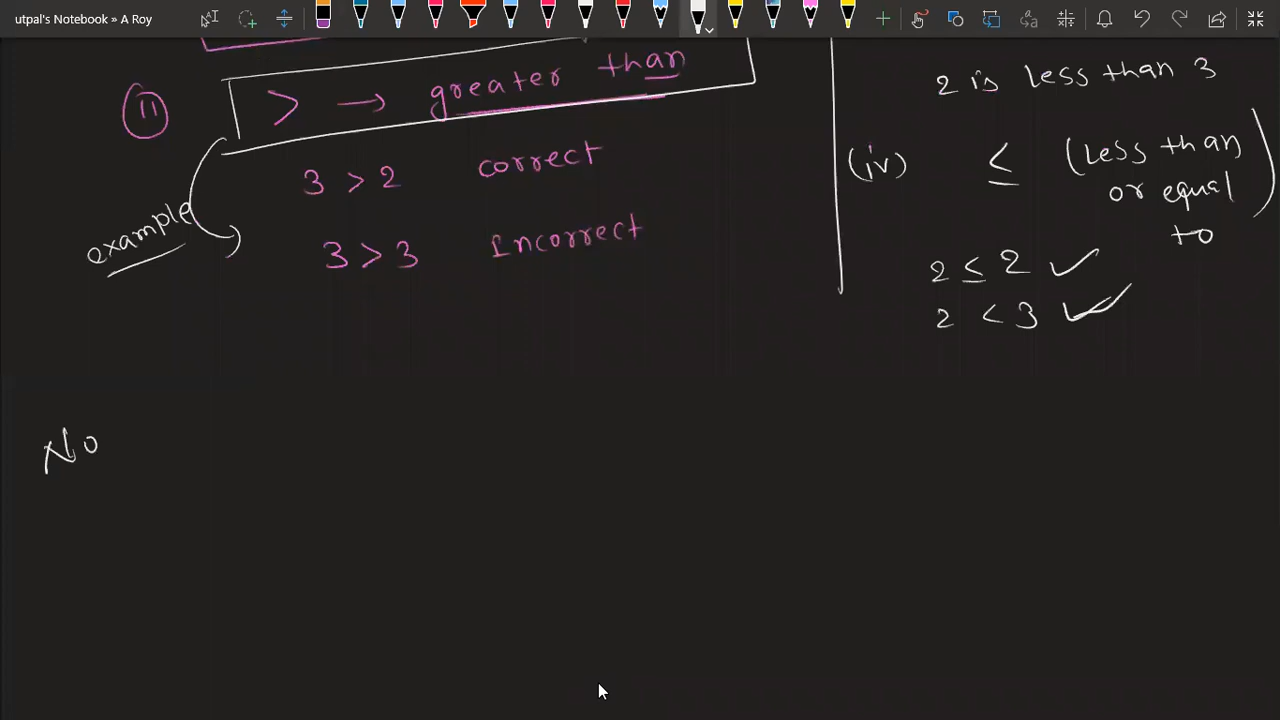 utpal's Notebook » A Roy
(ii) > → greater than
3 > 2 correct
example
3 > 3 Incorrect
2 is less than 3
(iv) ≤ (less than
or equal
to)
2 ≤ 2 ✓
2 < 3 ✓
No